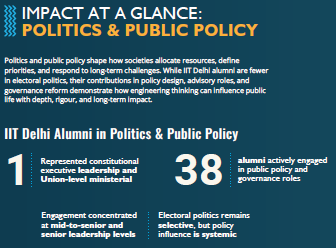 IMPACT AT A GLANCE:
POLITICS & PUBLIC POLICY
Politics and public policy shape how societies allocate resources, define
priorities, and respond to long-term challenges. While IIT Delhi alumni are fewer
in electoral politics, their contributions in policy design, advisory roles, and
governance reform demonstrate how engineering thinking can influence public
life with depth, rigour, and long-term impact.
IIT Delhi Alumni in Politics & Public Policy
1
Represented constitutional
executive leadership and
Union-level ministerial
38
alumni actively engaged
in public policy and
governance roles
Engagement concentrated
at mid-to-senior and
senior leadership levels
Electoral politics remains
selective, but policy
influence is systemic